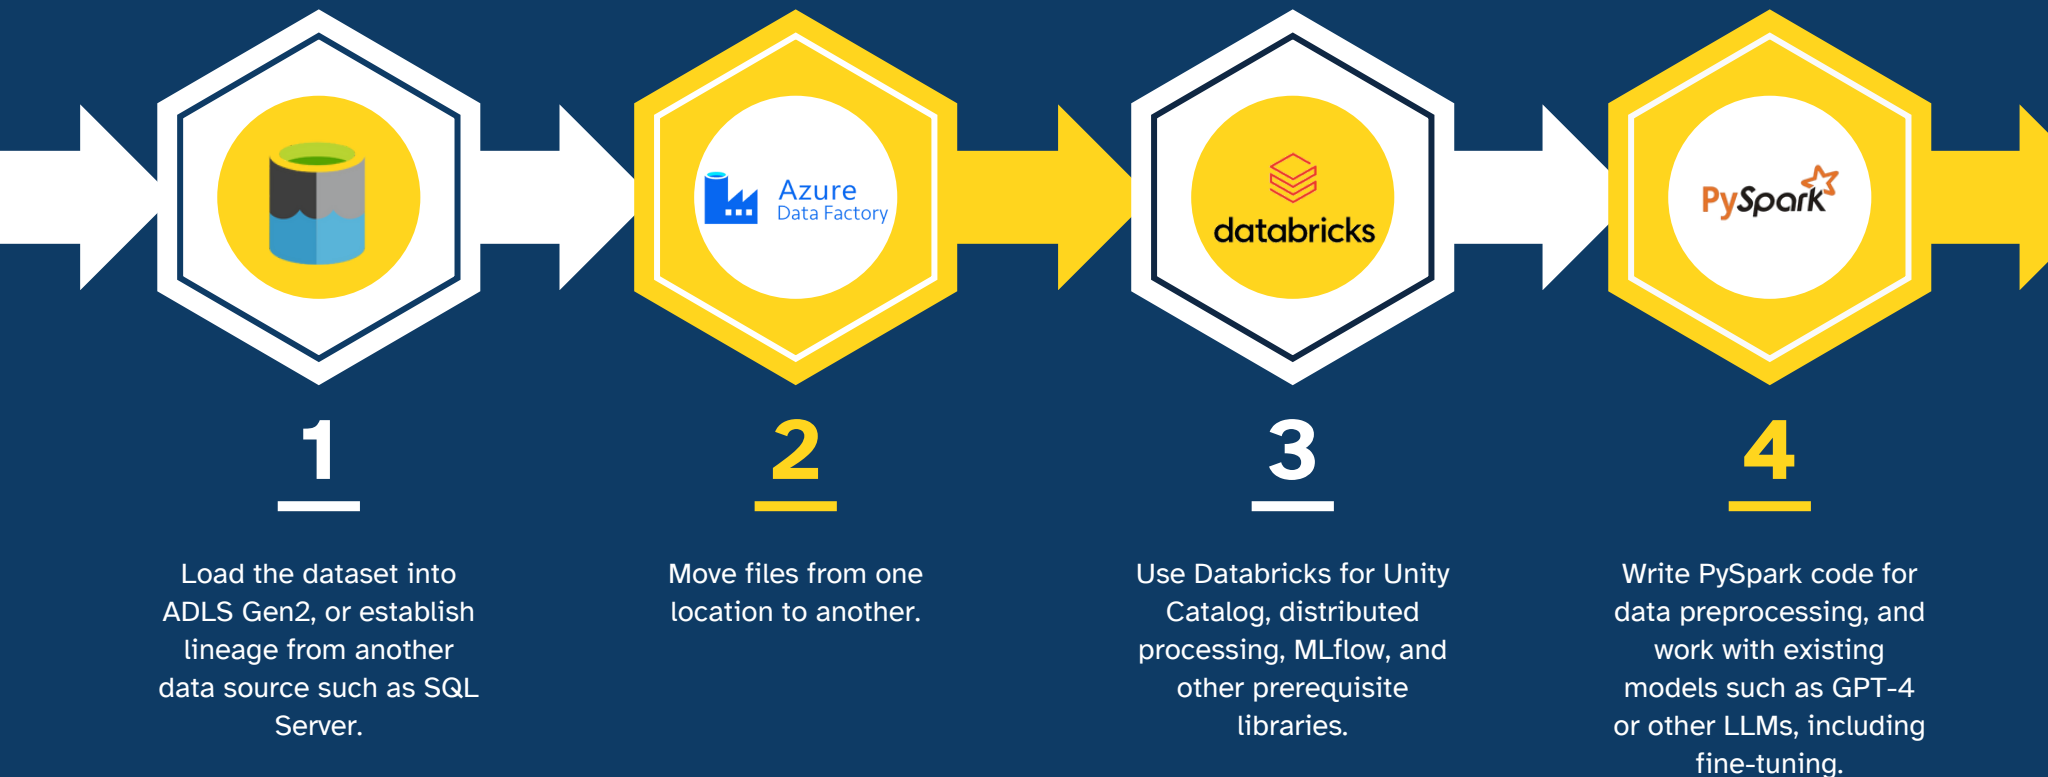 Azure
Data Factory
databricks
PySpark
1
2
3
4
Load the dataset into
ADLS Gen2, or establish
lineage from another
data source such as SQL
Server.
Move files from one
location to another.
Use Databricks for Unity
Catalog, distributed
processing, MLflow, and
other prerequisite
libraries.
Write PySpark code for
data preprocessing, and
work with existing
models such as GPT-4
or other LLMs, including
fine-tuning.